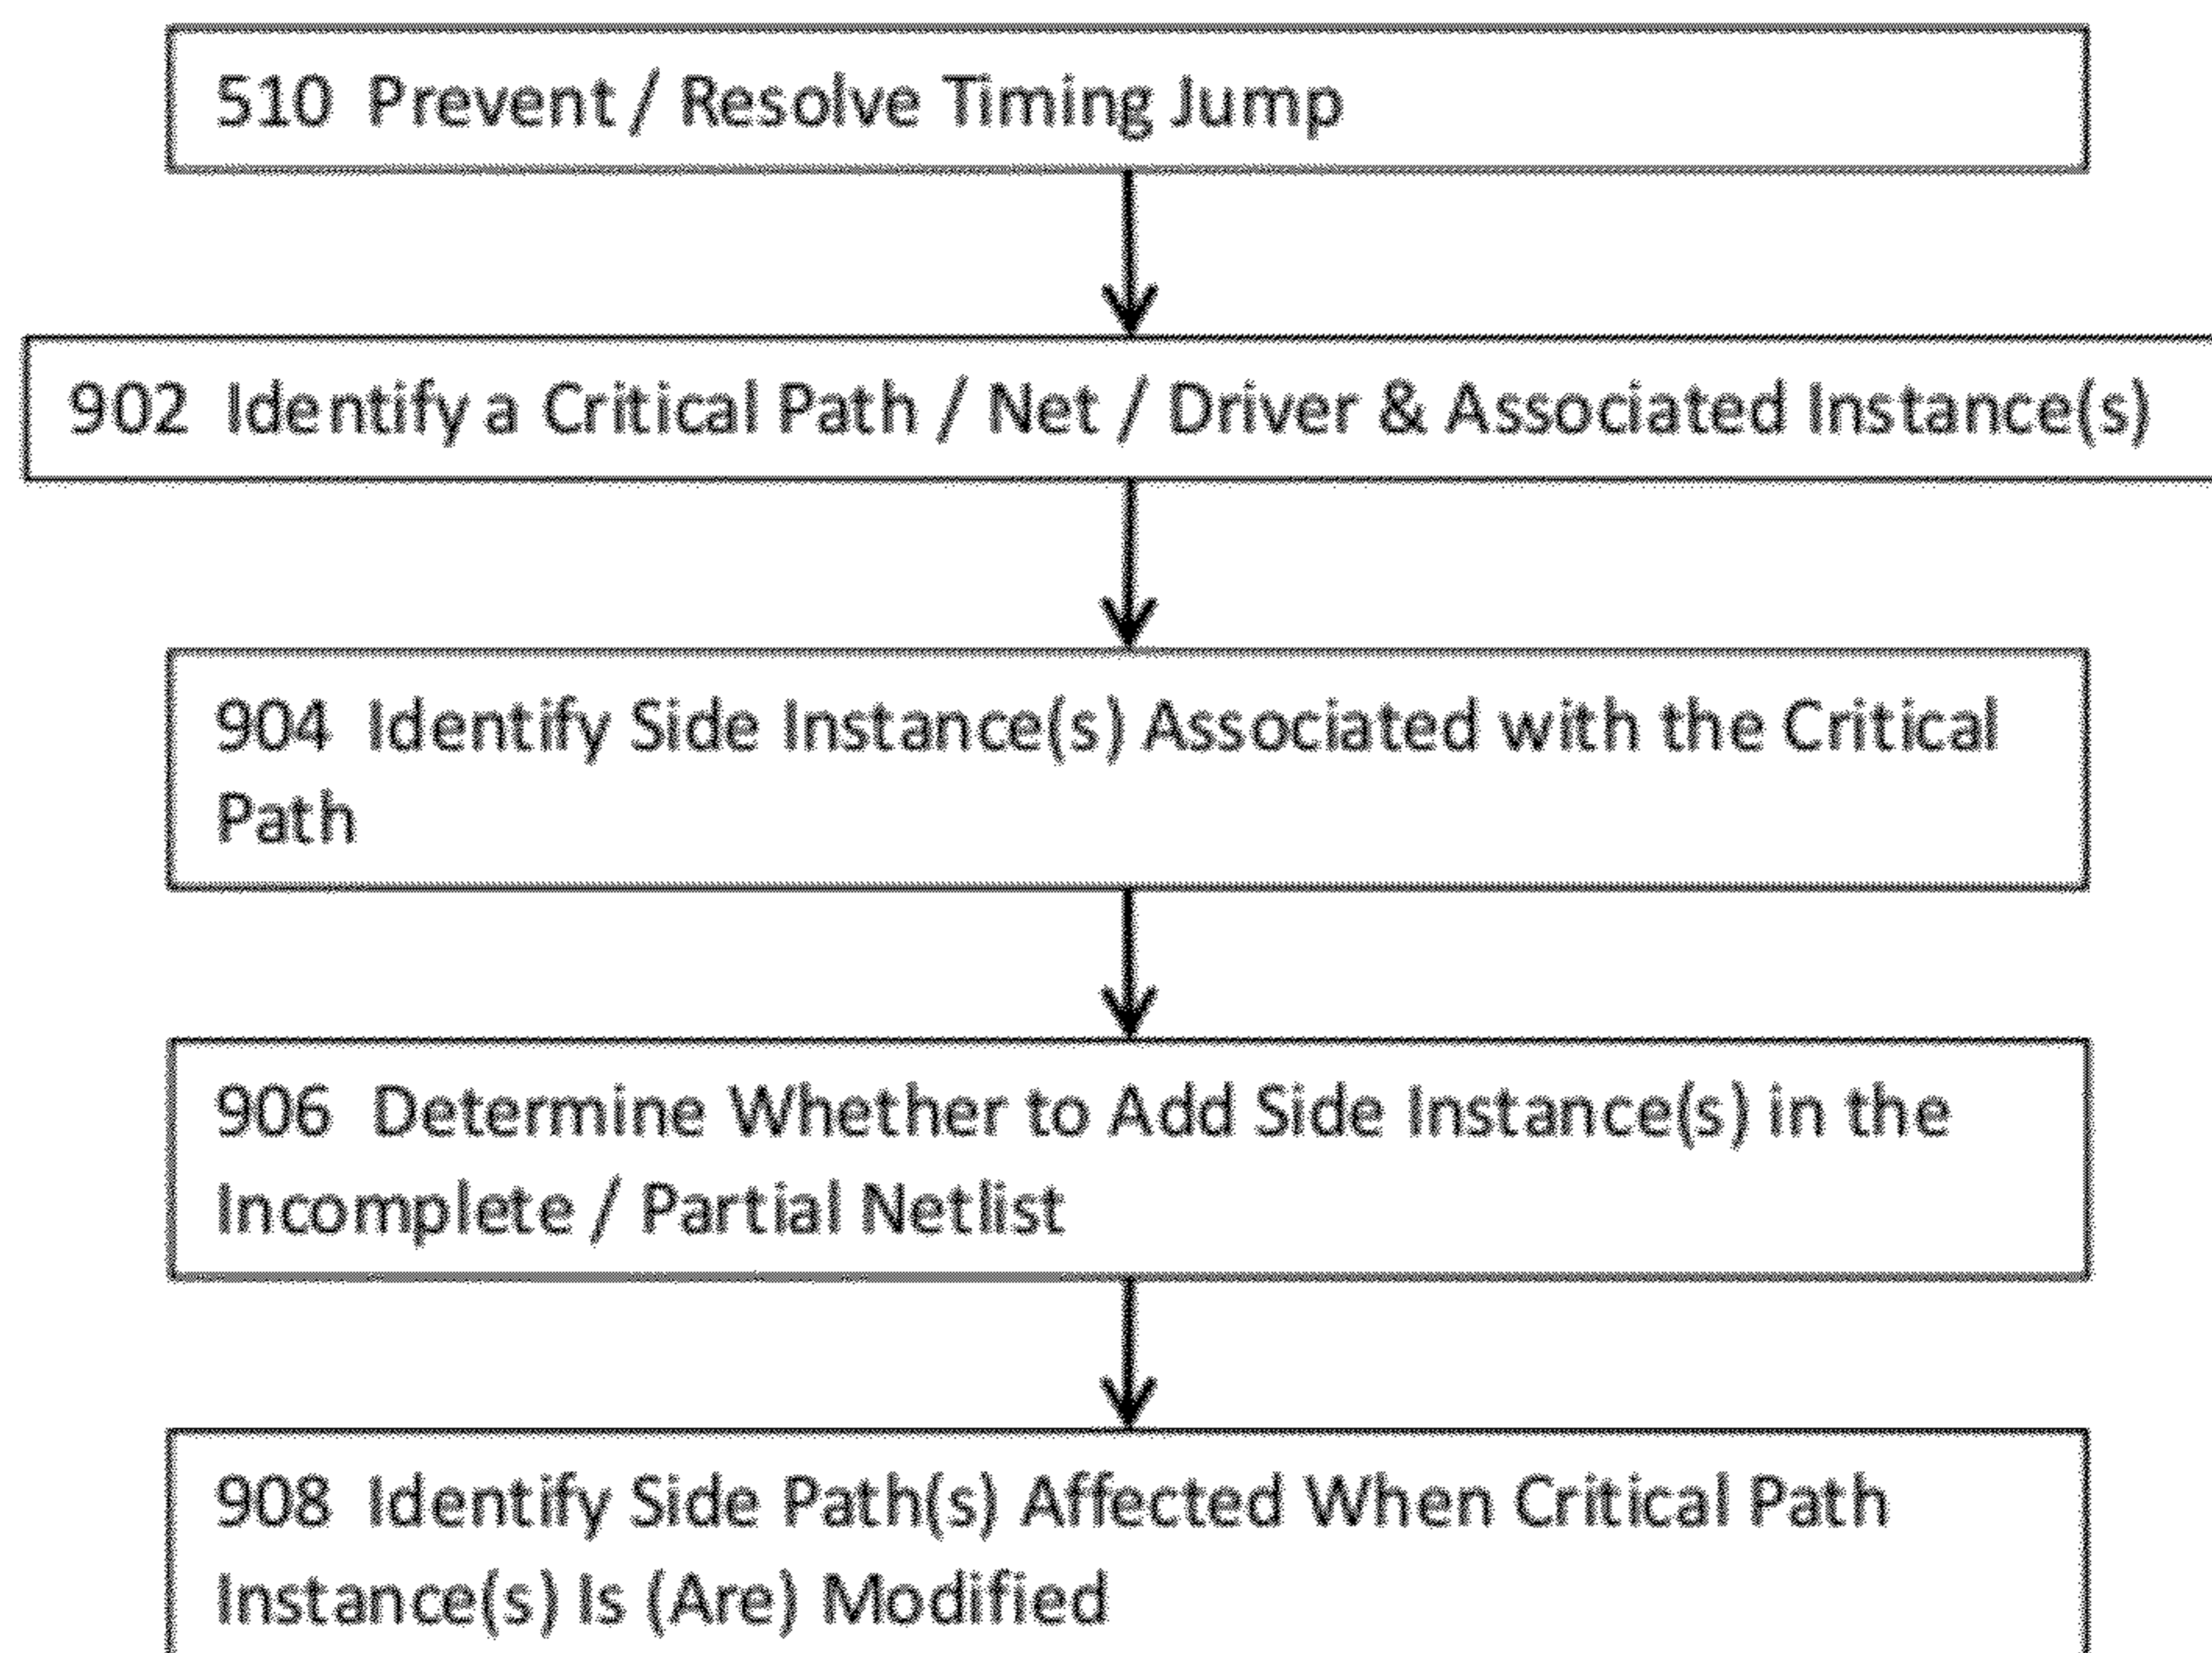 510 Prevent / Resolve Timing Jump
902 Identify a Critical Path / Net / Driver & Associated Instance(s)
904 Identify Side Instance(s) Associated with the Critical
Path
906 Determine Whether to Add Side Instance(s) in the
Incomplete / Partial Netlist
908 Identify Side Path(s) Affected When Critical Path
Instance(s) Is (Are) Modified